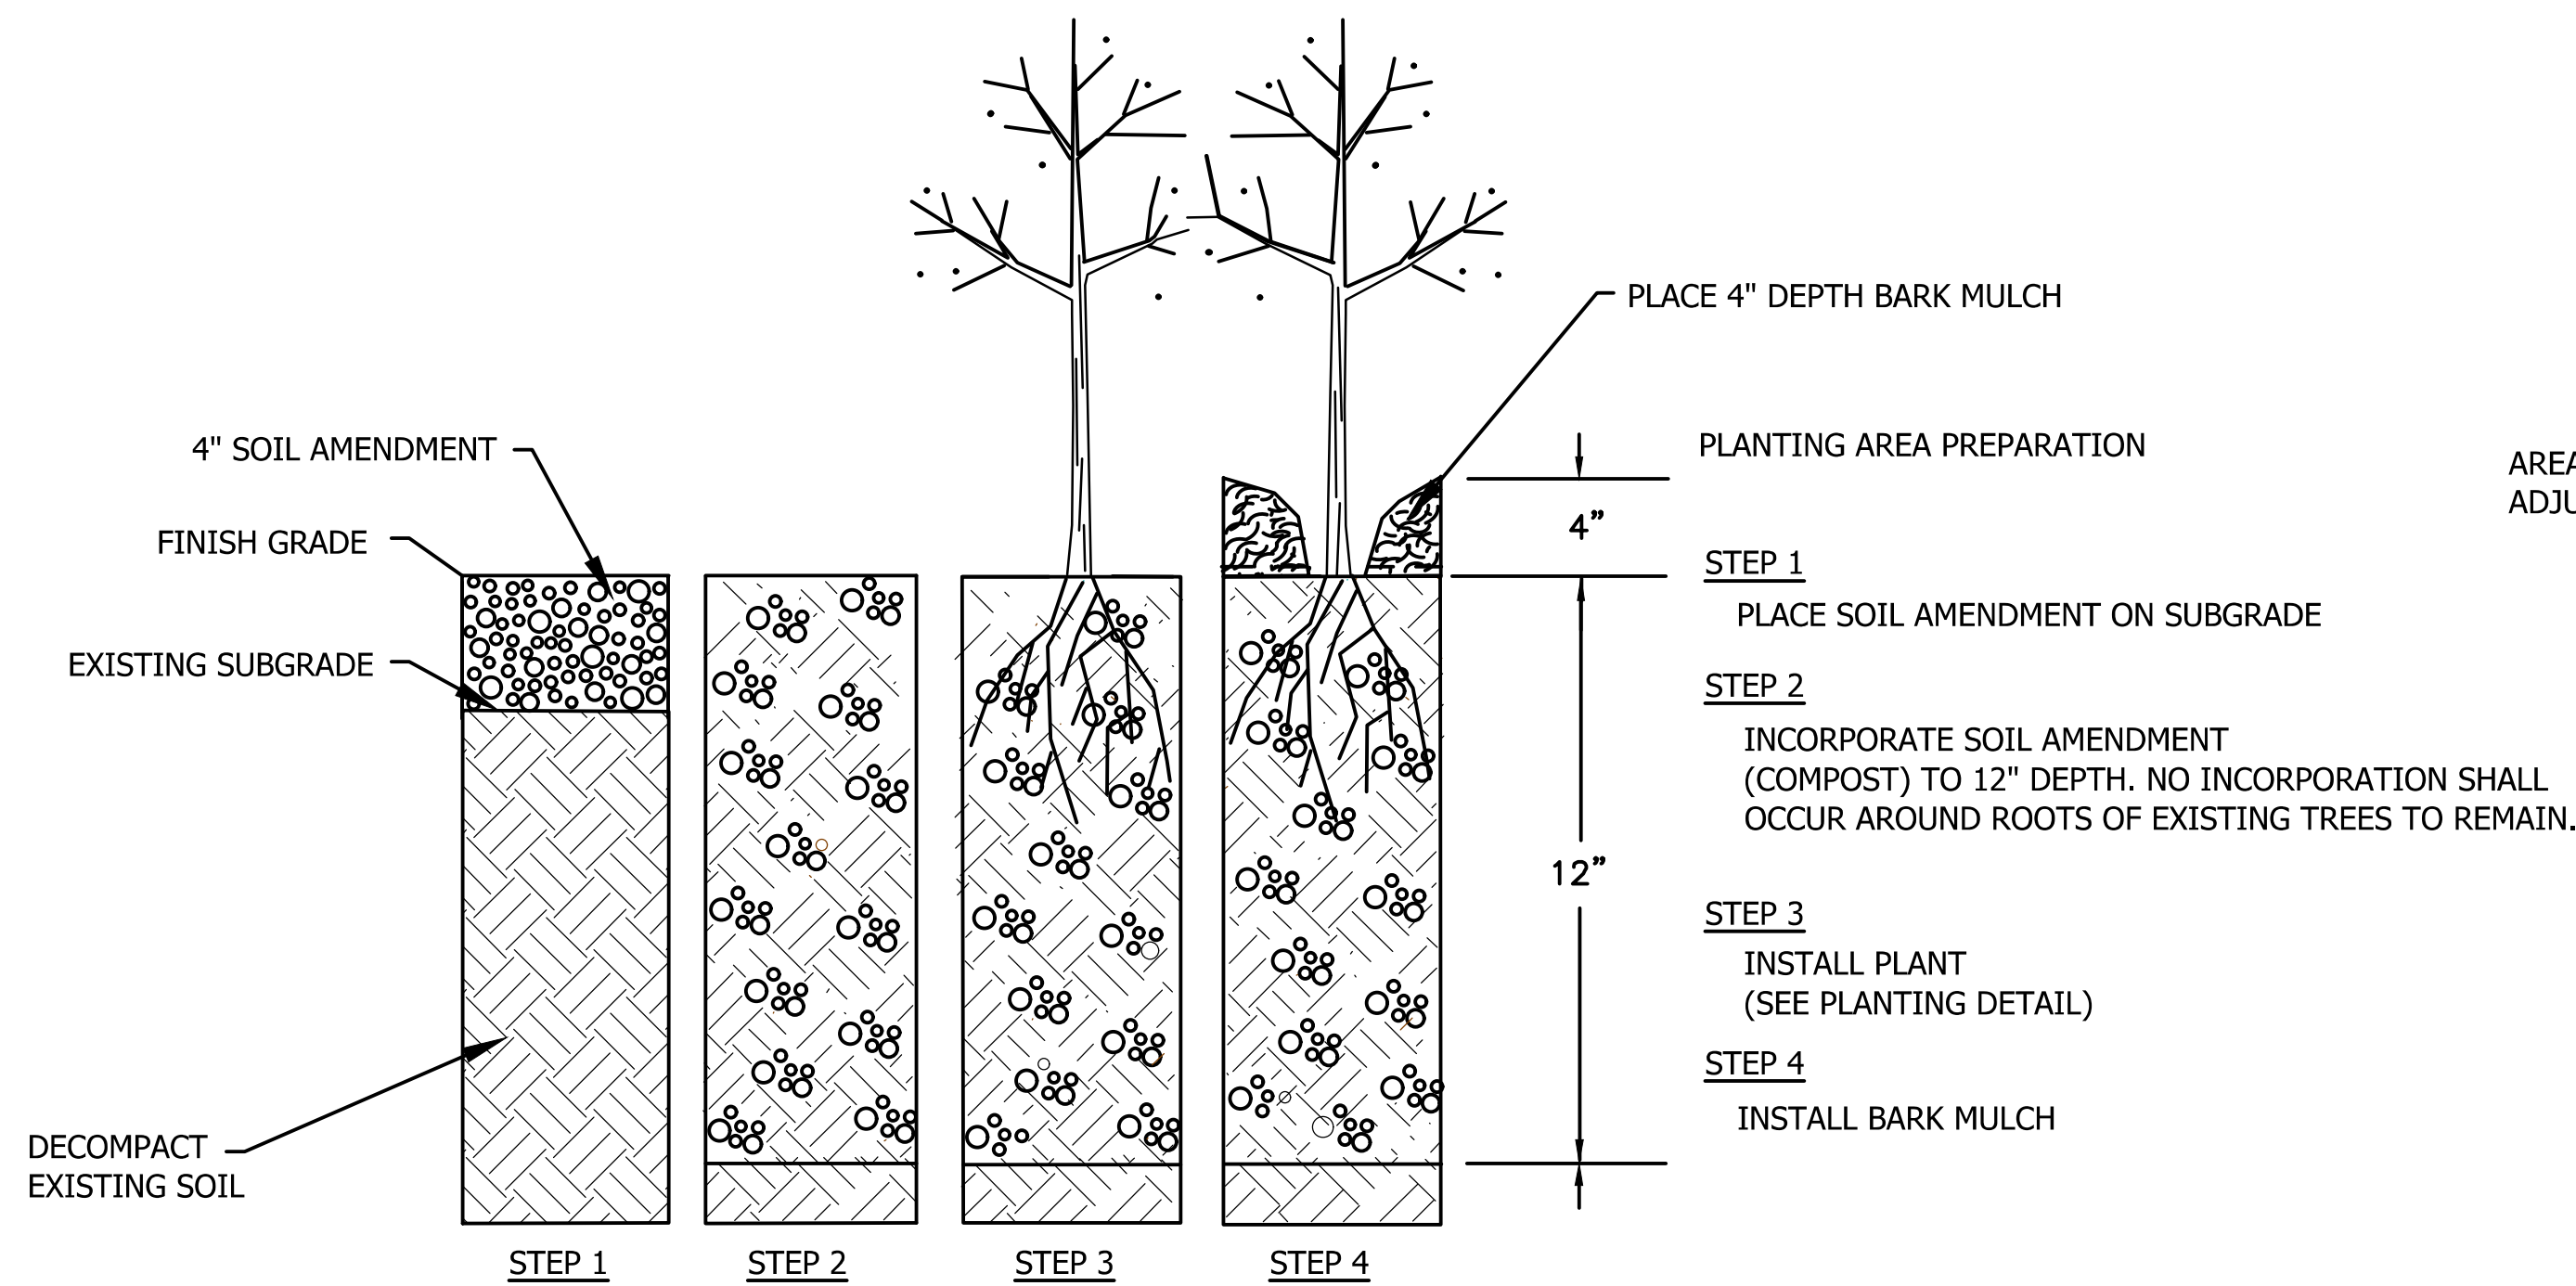 PLACE 4" DEPTH BARK MULCH
4" SOIL AMENDMENT
FINISH GRADE
EXISTING SUBGRADE
DECOMPACT
EXISTING SOIL
4”
12”
STEP 1
STEP 2
STEP 3
STEP 4
PLANTING AREA PREPARATION
STEP 1
PLACE SOIL AMENDMENT ON SUBGRADE
STEP 2
INCORPORATE SOIL AMENDMENT
(COMPOST) TO 12" DEPTH. NO INCORPORATION SHALL
OCCUR AROUND ROOTS OF EXISTING TREES TO REMAIN.
STEP 3
INSTALL PLANT
(SEE PLANTING DETAIL)
STEP 4
INSTALL BARK MULCH
AREA
ADJU